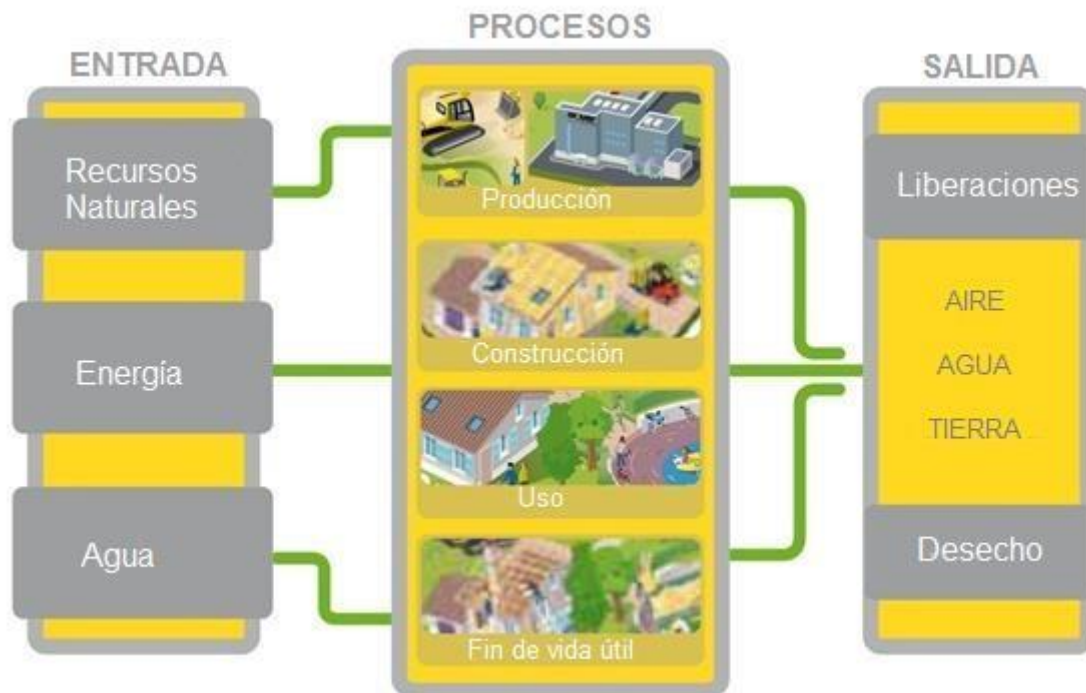 ENTRADA
Recursos
Naturales
Energía
Agua
PROCESOS
Producción
Construcción
Uso
Fin de vida útil
SALIDA
Liberaciones
AIRE
AGUA
TIERRA
Desecho